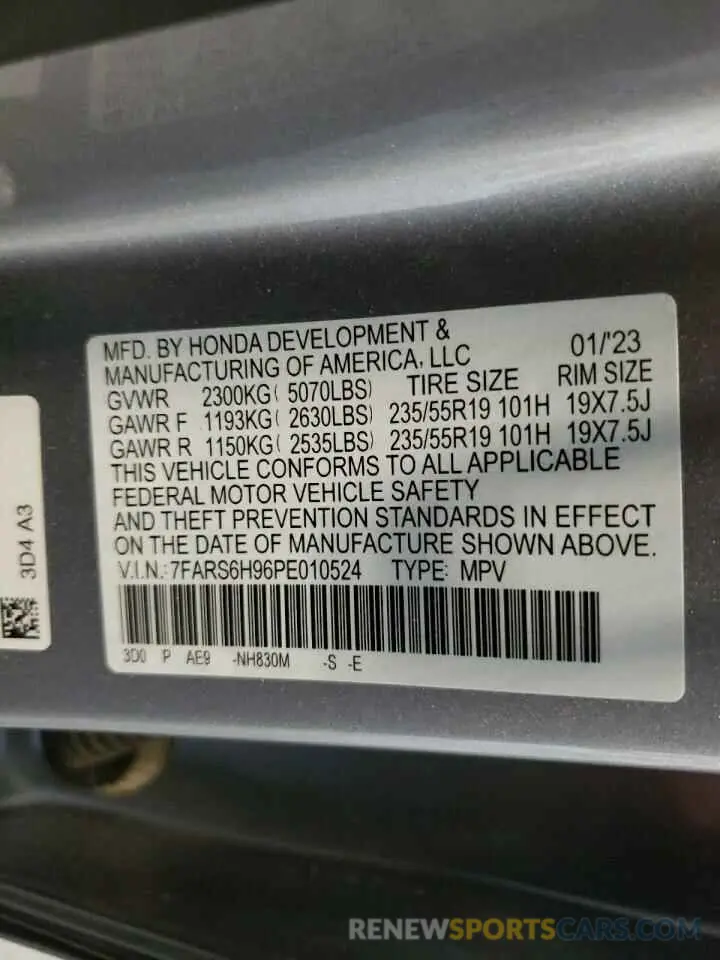 MFD. BY HONDA DEVELOPMENT &
MANUFACTURING OF AMERICA, LLC 01/'23
GVWR 2300KG( 5070LBS) TIRE SIZE RIM SIZE
GAWR F 1193KG( 2630LBS) 235/55R19 101H 19X7.5J
GAWR R 1150KG( 2535LBS) 235/55R19 101H 19X7.5J
THIS VEHICLE CONFORMS TO ALL APPLICABLE
FEDERAL MOTOR VEHICLE SAFETY
AND THEFT PREVENTION STANDARDS IN EFFECT
ON THE DATE OF MANUFACTURE SHOWN ABOVE.
V.I.N.:7FARS6H96PE010524 TYPE: MPV
3D0 P AE9 -NH830M -S -E
3D4 A3
RENEWSPORTSCARS.COM